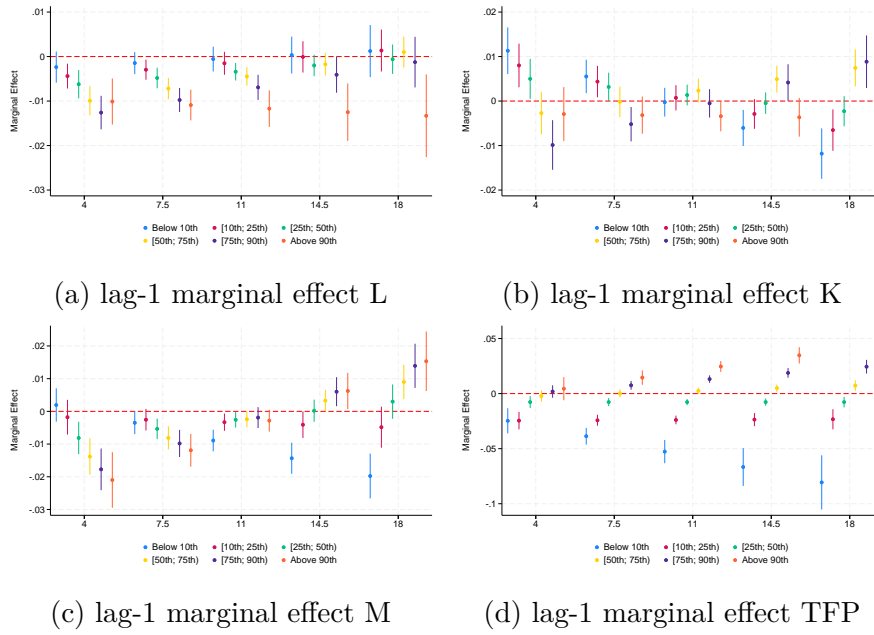 .01
0
-.01
-.02
-.03
Marginal Effect
4 7.5 11 14.5 18
Below 10th [10th; 25th) [25th; 50th)
[50th; 75th) [75th; 90th) Above 90th
(a) lag-1 marginal effect L
.02
.01
0
-.01
-.02
Marginal Effect
4 7.5 11 14.5 18
Below 10th [10th; 25th) [25th; 50th)
[50th; 75th) [75th; 90th) Above 90th
(b) lag-1 marginal effect K
.02
.01
0
-.01
-.02
-.03
Marginal Effect
4 7.5 11 14.5 18
Below 10th [10th; 25th) [25th; 50th)
[50th; 75th) [75th; 90th) Above 90th
(c) lag-1 marginal effect M
.05
0
-.05
-.1
Marginal Effect
4 7.5 11 14.5 18
Below 10th [10th; 25th) [25th; 50th)
[50th; 75th) [75th; 90th) Above 90th
(d) lag-1 marginal effect TFP